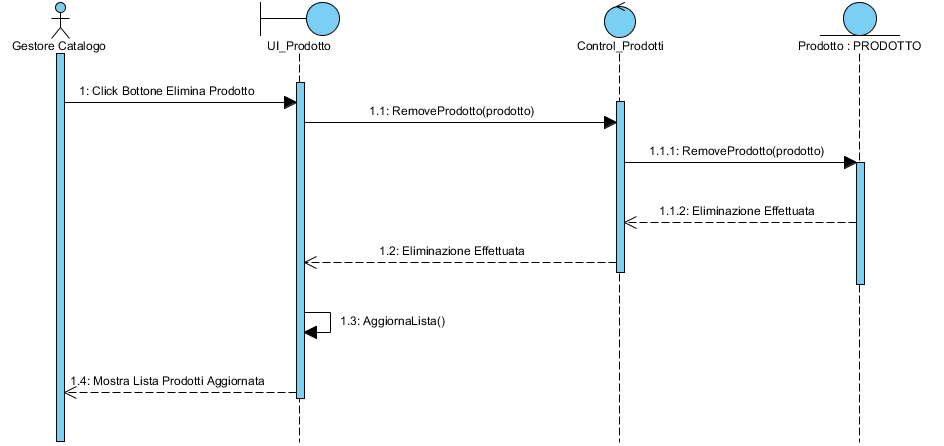 Gestore Catalogo
UI_Prodotto
Control_Prodotti
Prodotto : PRODOTTO
1: Click Bottone Elimina Prodotto
1.1: RemoveProdotto(prodotto)
1.1.1: RemoveProdotto(prodotto)
1.1.2: Eliminazione Effettuata
1.2: Eliminazione Effettuata
1.3: AggiornaLista()
1.4: Mostra Lista Prodotti Aggiornata